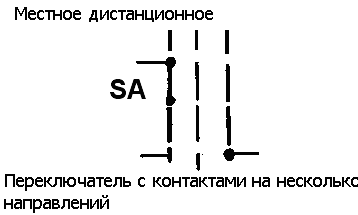 Местное дистанционное
SA
Переключатель с контактами на несколько
направлений